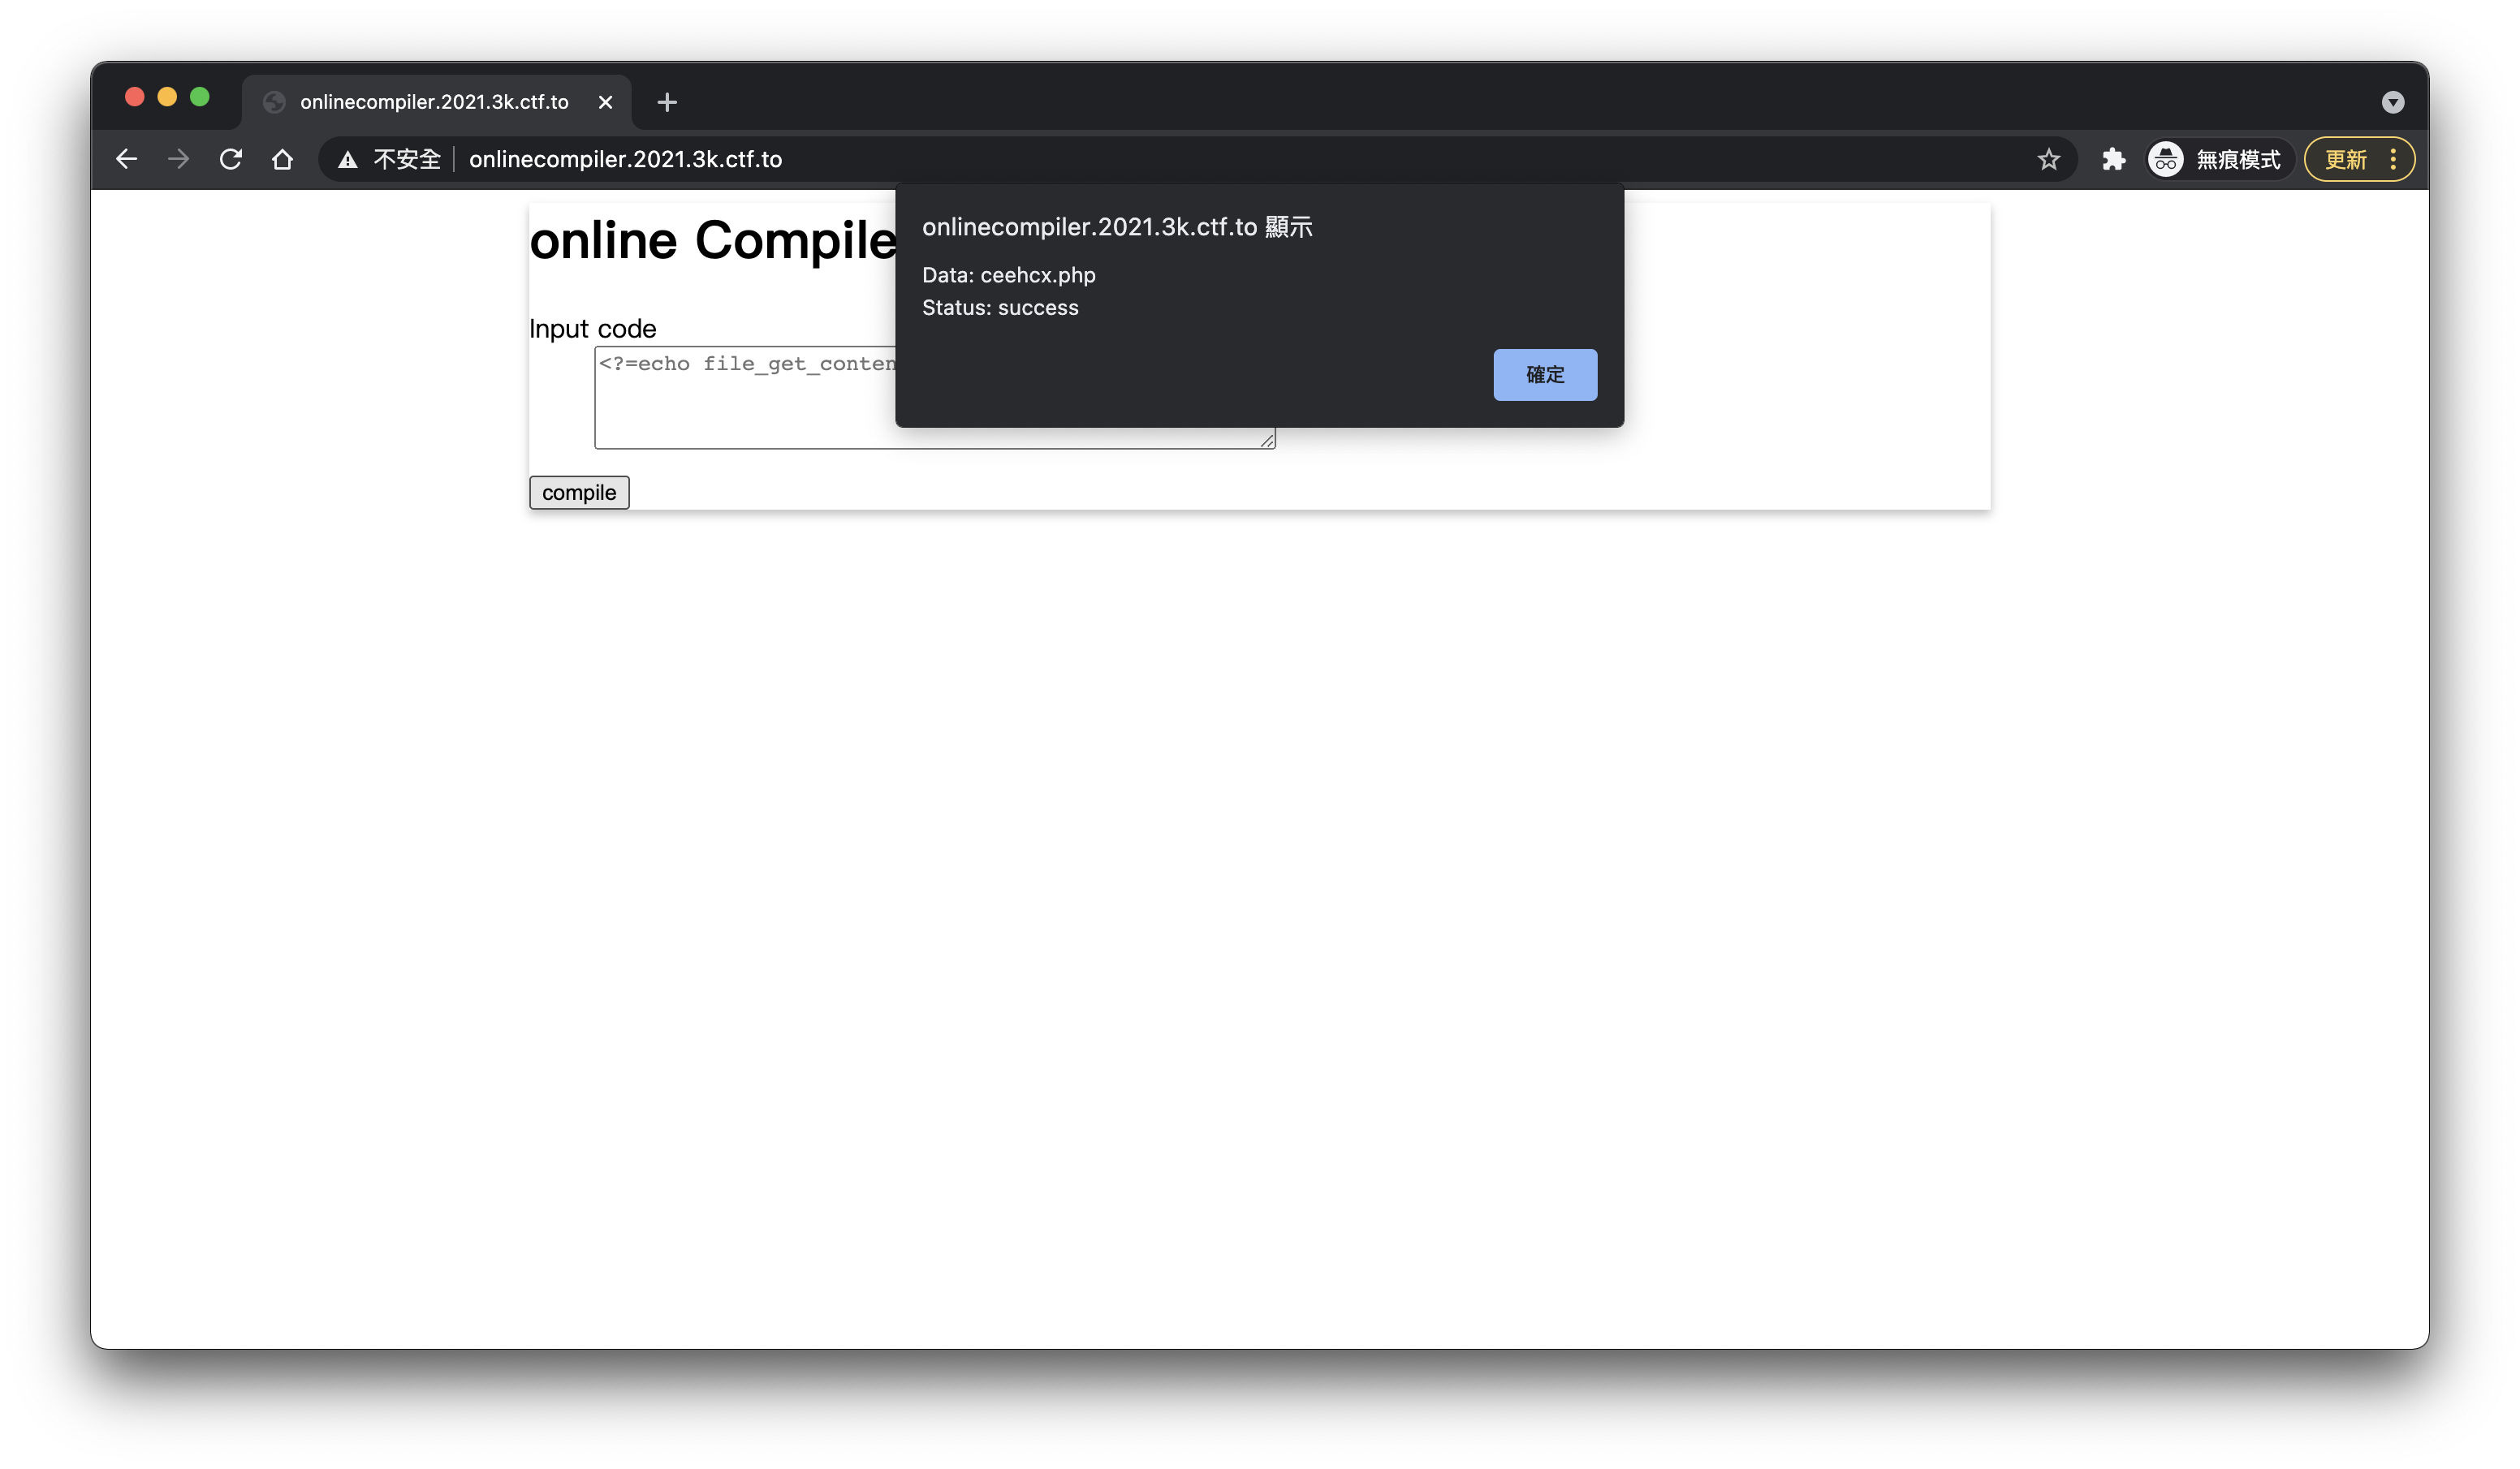 onlinecompiler.2021.3k.ctf.to
不安全 onlinecompiler.2021.3k.ctf.to 無痕模式 更新
onlinecompiler.2021.3k.ctf.to 顯示
Data: ceehcx.php
Status: success
確定
online Compile
Input code
<?=echo file_get_conten
compile